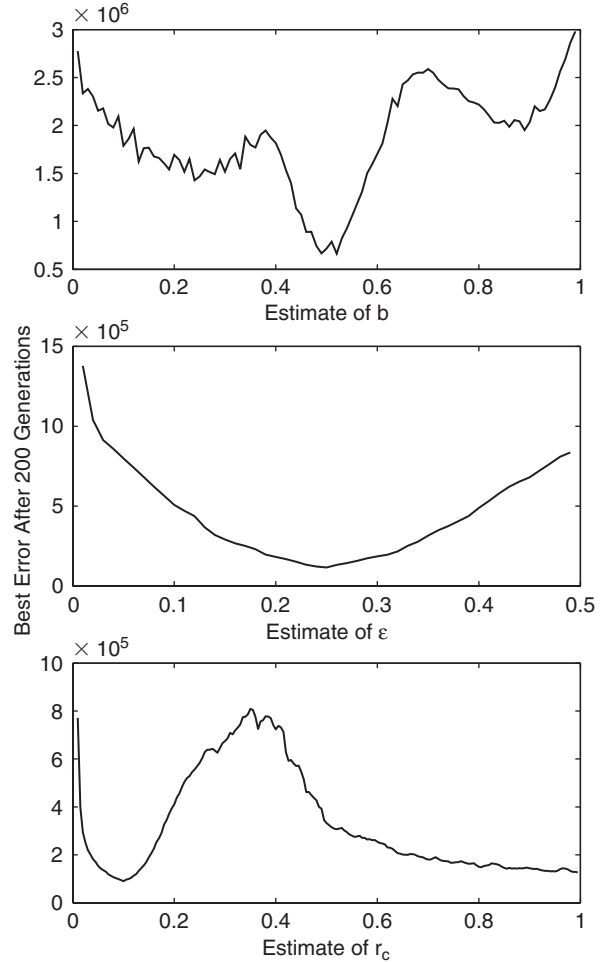 × 10⁶
3
2.5
2
1.5
1
0.5
0 0.2 0.4 0.6 0.8 1
Estimate of b
Best Error After 200 Generations
× 10⁵
15
10
5
0
0 0.1 0.2 0.3 0.4 0.5
Estimate of ε
× 10⁵
10
8
6
4
2
0
0 0.2 0.4 0.6 0.8 1
Estimate of r_c